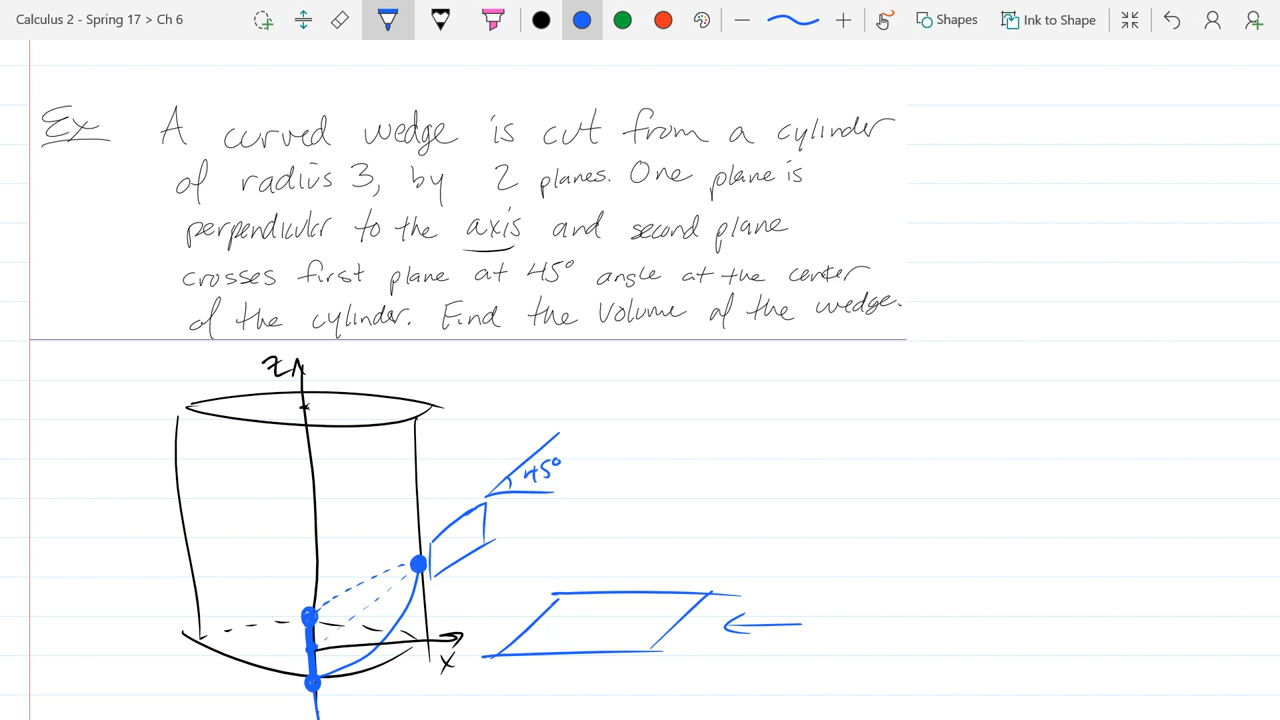 Calculus 2 - Spring 17 > Ch 6
Shapes
Ink to Shape
Ex A curved wedge is cut from a cylinder
of radius 3, by 2 planes. One plane is
perpendicular to the axis and second plane
crosses first plane at 45° angle at the center
of the cylinder. Find the Volume of the wedge.
z
45°
x